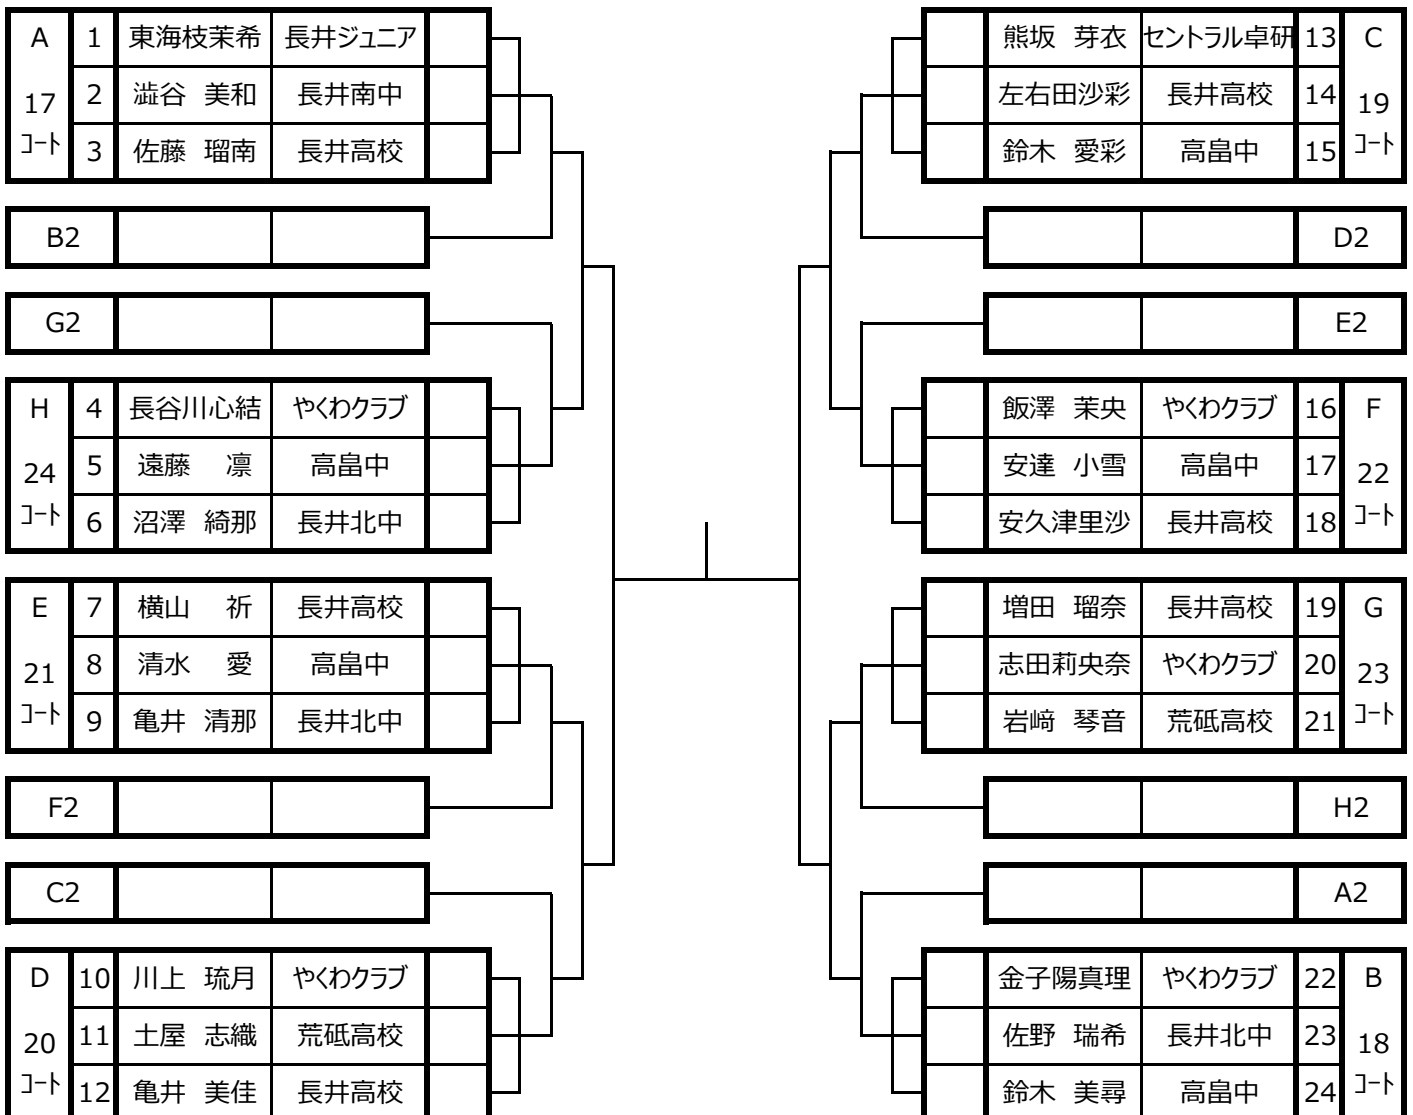 A 1 東海枝茉希 長井ジュニア
17 2 澁谷 美和 長井南中
コート 3 佐藤 瑠南 長井高校
B2
G2
H 4 長谷川心結 やくわクラブ
24 5 遠藤 凛 高畠中
コート 6 沼澤 綺那 長井北中
E 7 横山 祈 長井高校
21 8 清水 愛 高畠中
コート 9 亀井 清那 長井北中
F2
C2
D 10 川上 琉月 やくわクラブ
20 11 土屋 志織 荒砥高校
コート 12 亀井 美佳 長井高校
熊坂 芽衣 セントラル卓研 13 C
左右田沙彩 長井高校 14 19
鈴木 愛彩 高畠中 15 コート
D2
E2
飯澤 茉央 やくわクラブ 16 F
安達 小雪 高畠中 17 22
安久津里沙 長井高校 18 コート
増田 瑠奈 長井高校 19 G
志田莉央奈 やくわクラブ 20 23
岩﨑 琴音 荒砥高校 21 コート
H2
A2
金子陽真理 やくわクラブ 22 B
佐野 瑞希 長井北中 23 18
鈴木 美尋 高畠中 24 コート